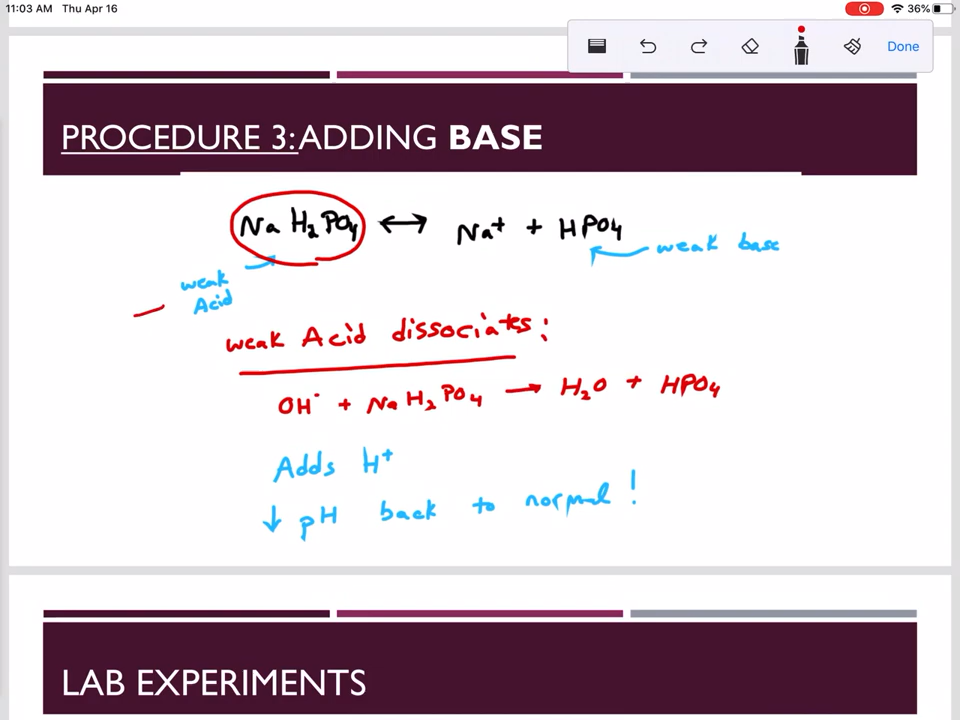 11:03 AM Thu Apr 16 36%
Done
PROCEDURE 3: ADDING BASE
Na H₂PO₄ ↔ Na⁺ + HPO₄
weak base
weak
Acid
weak Acid dissociates:
OH⁻ + Na H₂PO₄ → H₂O + HPO₄
Adds H⁺
↓ pH back to normal!
LAB EXPERIMENTS